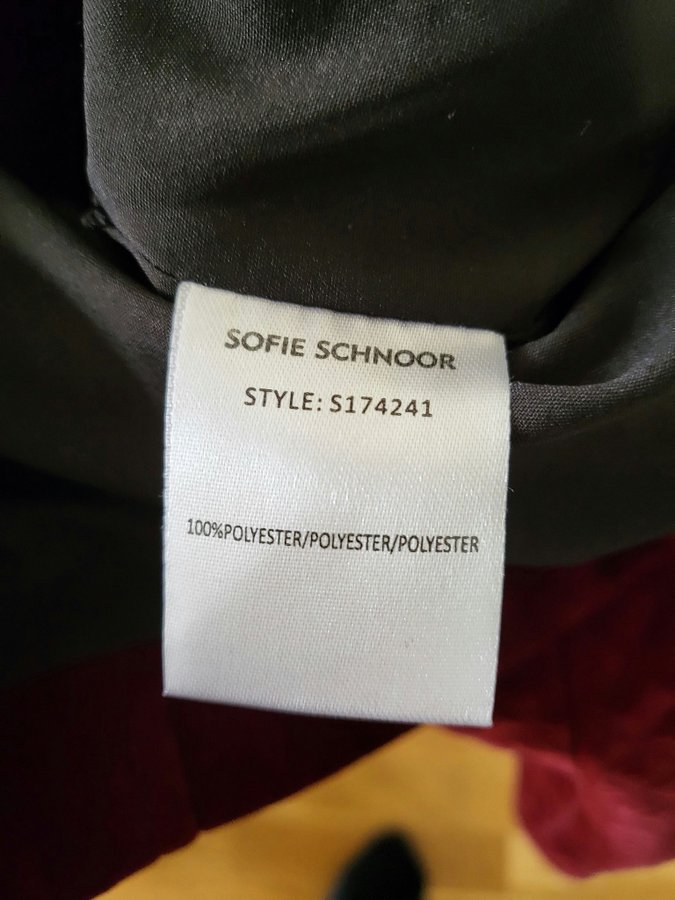 SOFIE SCHNOOR
STYLE: S174241
100%POLYESTER/POLYESTER/POLYESTER